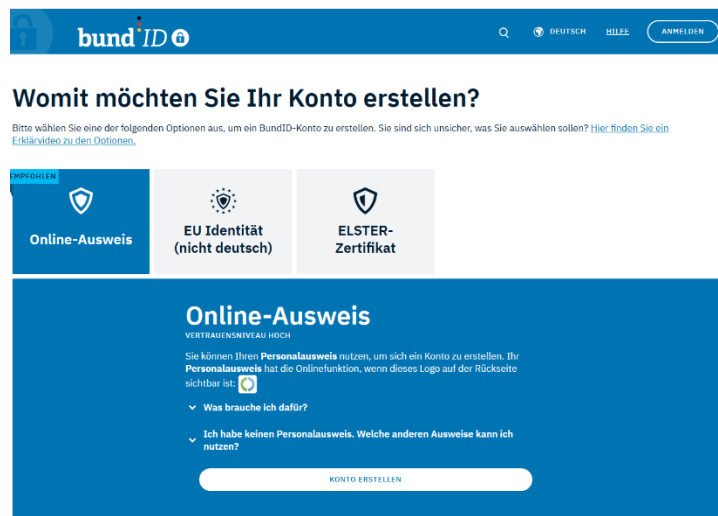 bundID
DEUTSCH
HILFE
ANMELDEN
Womit möchten Sie Ihr Konto erstellen?
Bitte wählen Sie eine der folgenden Optionen aus, um ein BundID-Konto zu erstellen. Sie sind sich unsicher, was Sie auswählen sollen? Hier finden Sie ein
Erklärvideo zu den Optionen.
EMPFOHLEN
Online-Ausweis
EU Identität
(nicht deutsch)
ELSTER-
Zertifikat
Online-Ausweis
VERTRAUENSNIVEAU HOCH
Sie können Ihren Personalausweis nutzen, um sich ein Konto zu erstellen. Ihr
Personalausweis hat die Onlinefunktion, wenn dieses Logo auf der Rückseite
sichtbar ist:
Was brauche ich dafür?
Ich habe keinen Personalausweis. Welche anderen Ausweise kann ich
nutzen?
KONTO ERSTELLEN